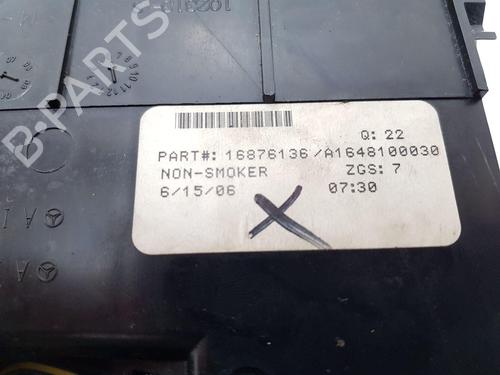 B-PARTS
Q: 22
PART#: 16876136/A1648100030
NON-SMOKER ZGS: 7
6/15/06 07:30